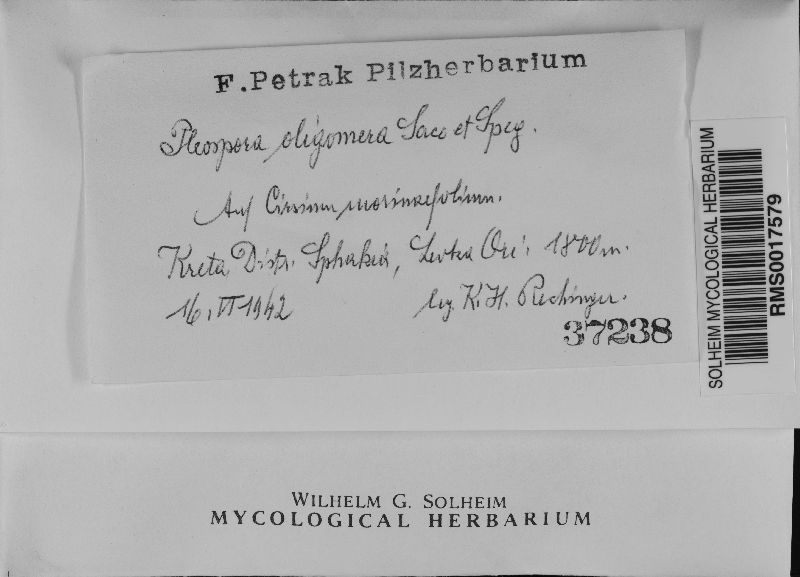 F. Petrak Pilzherbarium
Pleospora oligomera Sacc et Speg.
Auf Cirsium morinaefolium.
Kreta Distr. Sphakia, Levka Ori. 1800 m.
16. VI 1942
leg. K. H. Rechinger.
37238
SOLHEIM MYCOLOGICAL HERBARIUM
RMS0017579
WILHELM G. SOLHEIM
MYCOLOGICAL HERBARIUM